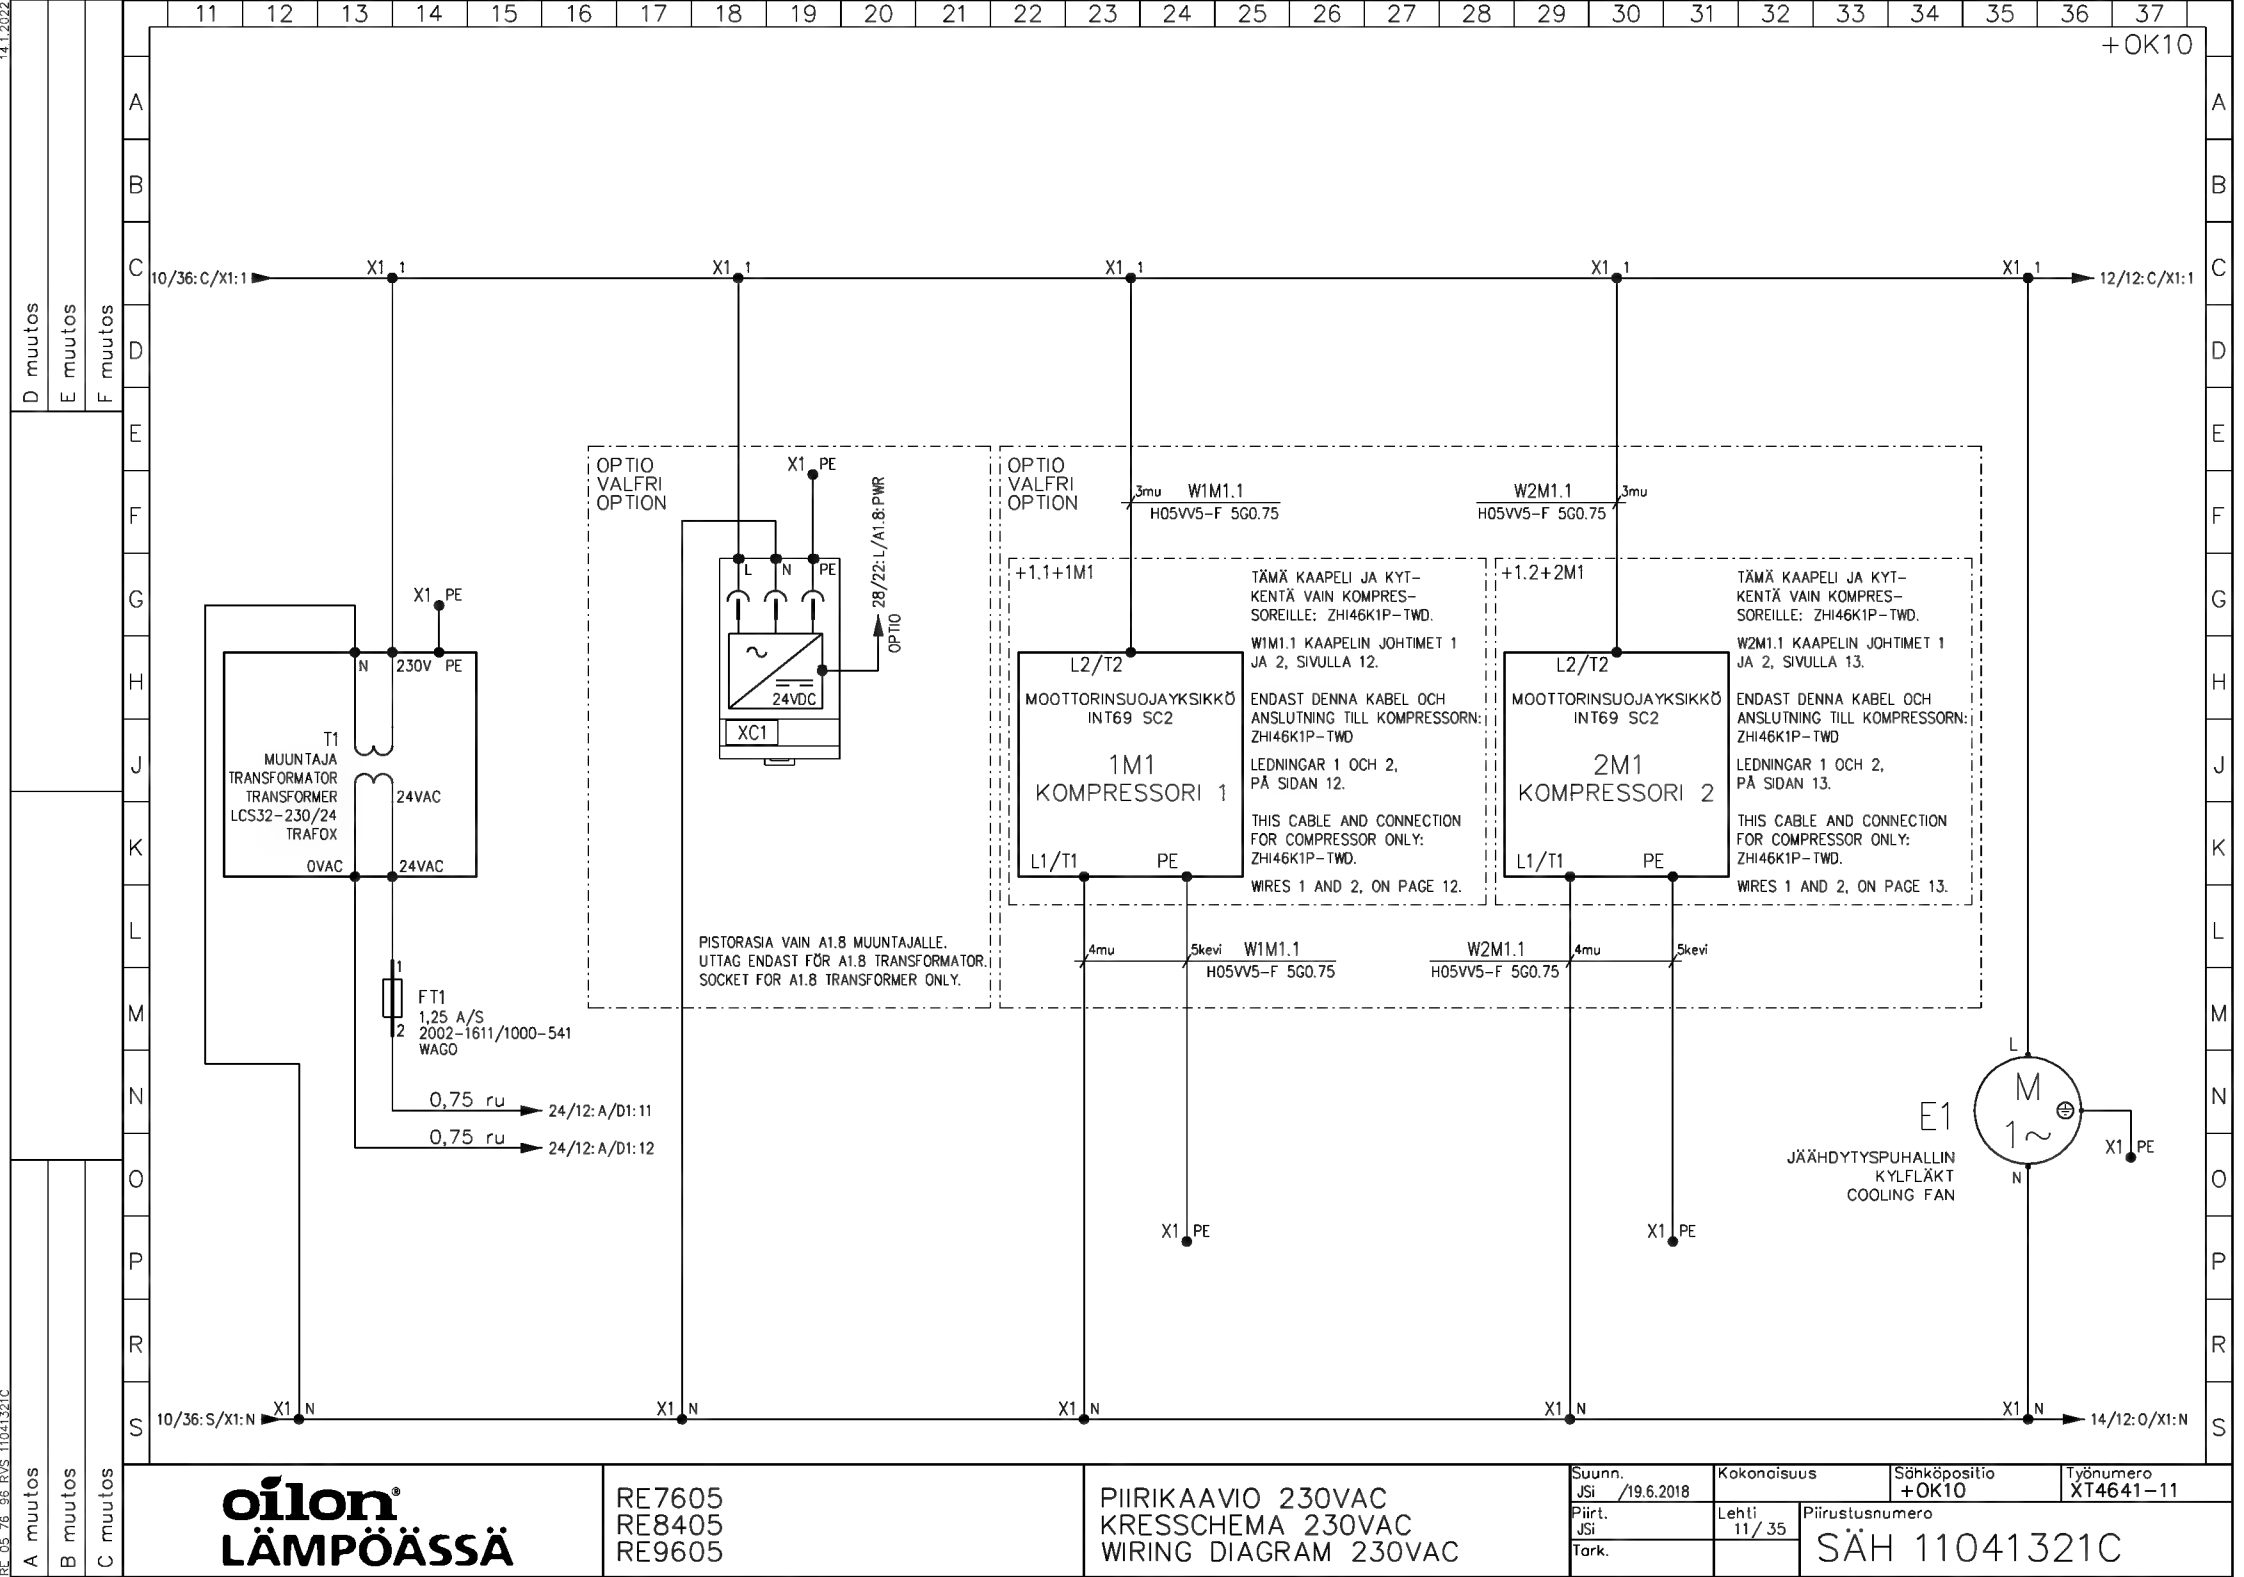 11 12 13 14 15 16 17 18 19 20 21 22 23 24 25 26 27 28 29 30 31 32 33 34 35 36 37
+OK10
14.1.2022
A A
B B
C C
D D
E E
F F
G G
H H
J J
K K
L L
M M
N N
O O
P P
R R
S S
D muutos
E muutos
F muutos
A muutos
B muutos
C muutos
RE 05 76 96 RVS 11041321C
10/36:C/X1:1
X1 1
X1 1
X1 1
X1 1
X1 1
12/12:C/X1:1
X1 PE
N 230V PE
T1
MUUNTAJA
TRANSFORMATOR
TRANSFORMER
LCS32-230/24
TRAFOX
24VAC
0VAC 24VAC
1
FT1
1,25 A/S
2
2002-1611/1000-541
WAGO
0,75 ru
24/12:A/D1:11
0,75 ru
24/12:A/D1:12
OPTIO
VALFRI
OPTION
X1 PE
L N PE
24VDC
XC1
28/22:L/A1.8:PWR
OPTIO
PISTORASIA VAIN A1.8 MUUNTAJALLE.
UTTAG ENDAST FÖR A1.8 TRANSFORMATOR.
SOCKET FOR A1.8 TRANSFORMER ONLY.
OPTIO
VALFRI
OPTION
3mu W1M1.1
H05VV5-F 5G0.75
+1.1+1M1
L2/T2
MOOTTORINSUOJAYKSIKKÖ
INT69 SC2
1M1
KOMPRESSORI 1
L1/T1 PE
TÄMÄ KAAPELI JA KYT-
KENTÄ VAIN KOMPRES-
SOREILLE: ZHI46K1P-TWD.
W1M1.1 KAAPELIN JOHTIMET 1
JA 2, SIVULLA 12.
ENDAST DENNA KABEL OCH
ANSLUTNING TILL KOMPRESSORN:
ZHI46K1P-TWD
LEDNINGAR 1 OCH 2,
PÅ SIDAN 12.
THIS CABLE AND CONNECTION
FOR COMPRESSOR ONLY:
ZHI46K1P-TWD.
WIRES 1 AND 2, ON PAGE 12.
4mu 5kevi W1M1.1
H05VV5-F 5G0.75
X1 PE
W2M1.1 3mu
H05VV5-F 5G0.75
+1.2+2M1
L2/T2
MOOTTORINSUOJAYKSIKKÖ
INT69 SC2
2M1
KOMPRESSORI 2
L1/T1 PE
TÄMÄ KAAPELI JA KYT-
KENTÄ VAIN KOMPRES-
SOREILLE: ZHI46K1P-TWD.
W2M1.1 KAAPELIN JOHTIMET 1
JA 2, SIVULLA 13.
ENDAST DENNA KABEL OCH
ANSLUTNING TILL KOMPRESSORN:
ZHI46K1P-TWD
LEDNINGAR 1 OCH 2,
PÅ SIDAN 13.
THIS CABLE AND CONNECTION
FOR COMPRESSOR ONLY:
ZHI46K1P-TWD.
WIRES 1 AND 2, ON PAGE 13.
W2M1.1 4mu 5kevi
H05VV5-F 5G0.75
X1 PE
L
M
1~
E1
JÄÄHDYTYSPUHALLIN
KYLFLÄKT
COOLING FAN
N
X1 PE
10/36:S/X1:N
X1 N
X1 N
X1 N
X1 N
X1 N
14/12:O/X1:N
oilon®
LÄMPÖÄSSÄ
RE7605
RE8405
RE9605
PIIRIKAAVIO 230VAC
KRESSCHEMA 230VAC
WIRING DIAGRAM 230VAC
Suunn.
JSi /19.6.2018
Piirt.
JSi
Tark.
Kokonaisuus
Sähköpositio
+OK10
Työnumero
XT4641-11
Lehti
11/35
Piirustusnumero
SÄH 11041321C